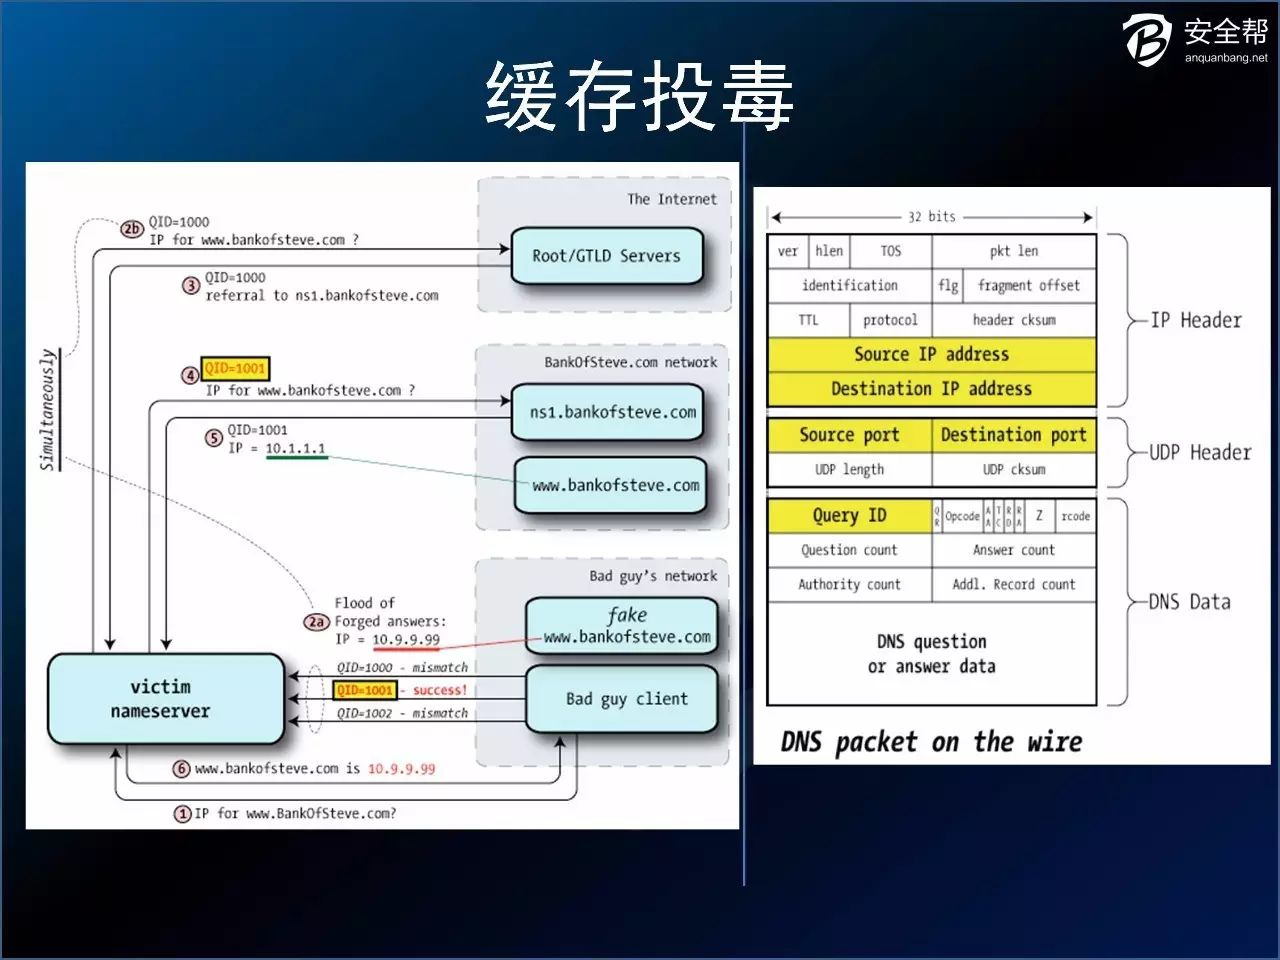 安全帮
anquanbang.net
缓存投毒
The Internet
2b QID=1000
IP for www.bankofsteve.com ?
Root/GTLD Servers
3 QID=1000
referral to ns1.bankofsteve.com
Simultaneously
BankOfSteve.com network
4 QID=1001
IP for www.bankofsteve.com ?
ns1.bankofsteve.com
5 QID=1001
IP = 10.1.1.1
www.bankofsteve.com
Bad guy's network
2a Flood of
Forged answers:
IP = 10.9.9.99
fake
www.bankofsteve.com
QID=1000 - mismatch
QID=1001 - success!
QID=1002 - mismatch
Bad guy client
victim
nameserver
6 www.bankofsteve.com is 10.9.9.99
1 IP for www.BankOfSteve.com?
32 bits
ver hlen TOS pkt len
identification flg fragment offset
TTL protocol header cksum
Source IP address
Destination IP address
IP Header
Source port Destination port
UDP length UDP cksum
UDP Header
Query ID QR Opcode AA TC RD RA Z rcode
Question count Answer count
Authority count Addl. Record count
DNS question
or answer data
DNS Data
DNS packet on the wire